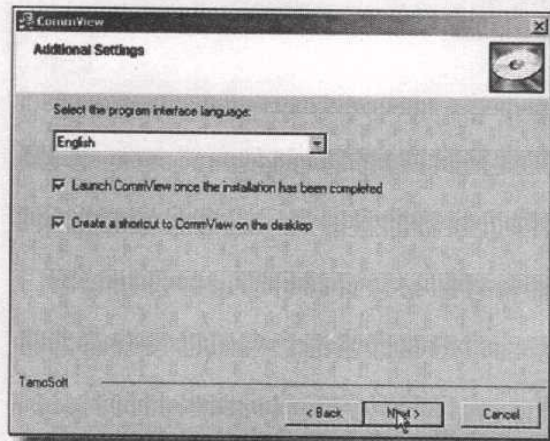 CommView
Additional Settings
Select the program interface language:
English
Launch CommView once the installation has been completed
Create a shortcut to CommView on the desktop
TamoSoft
< Back
Next >
Cancel